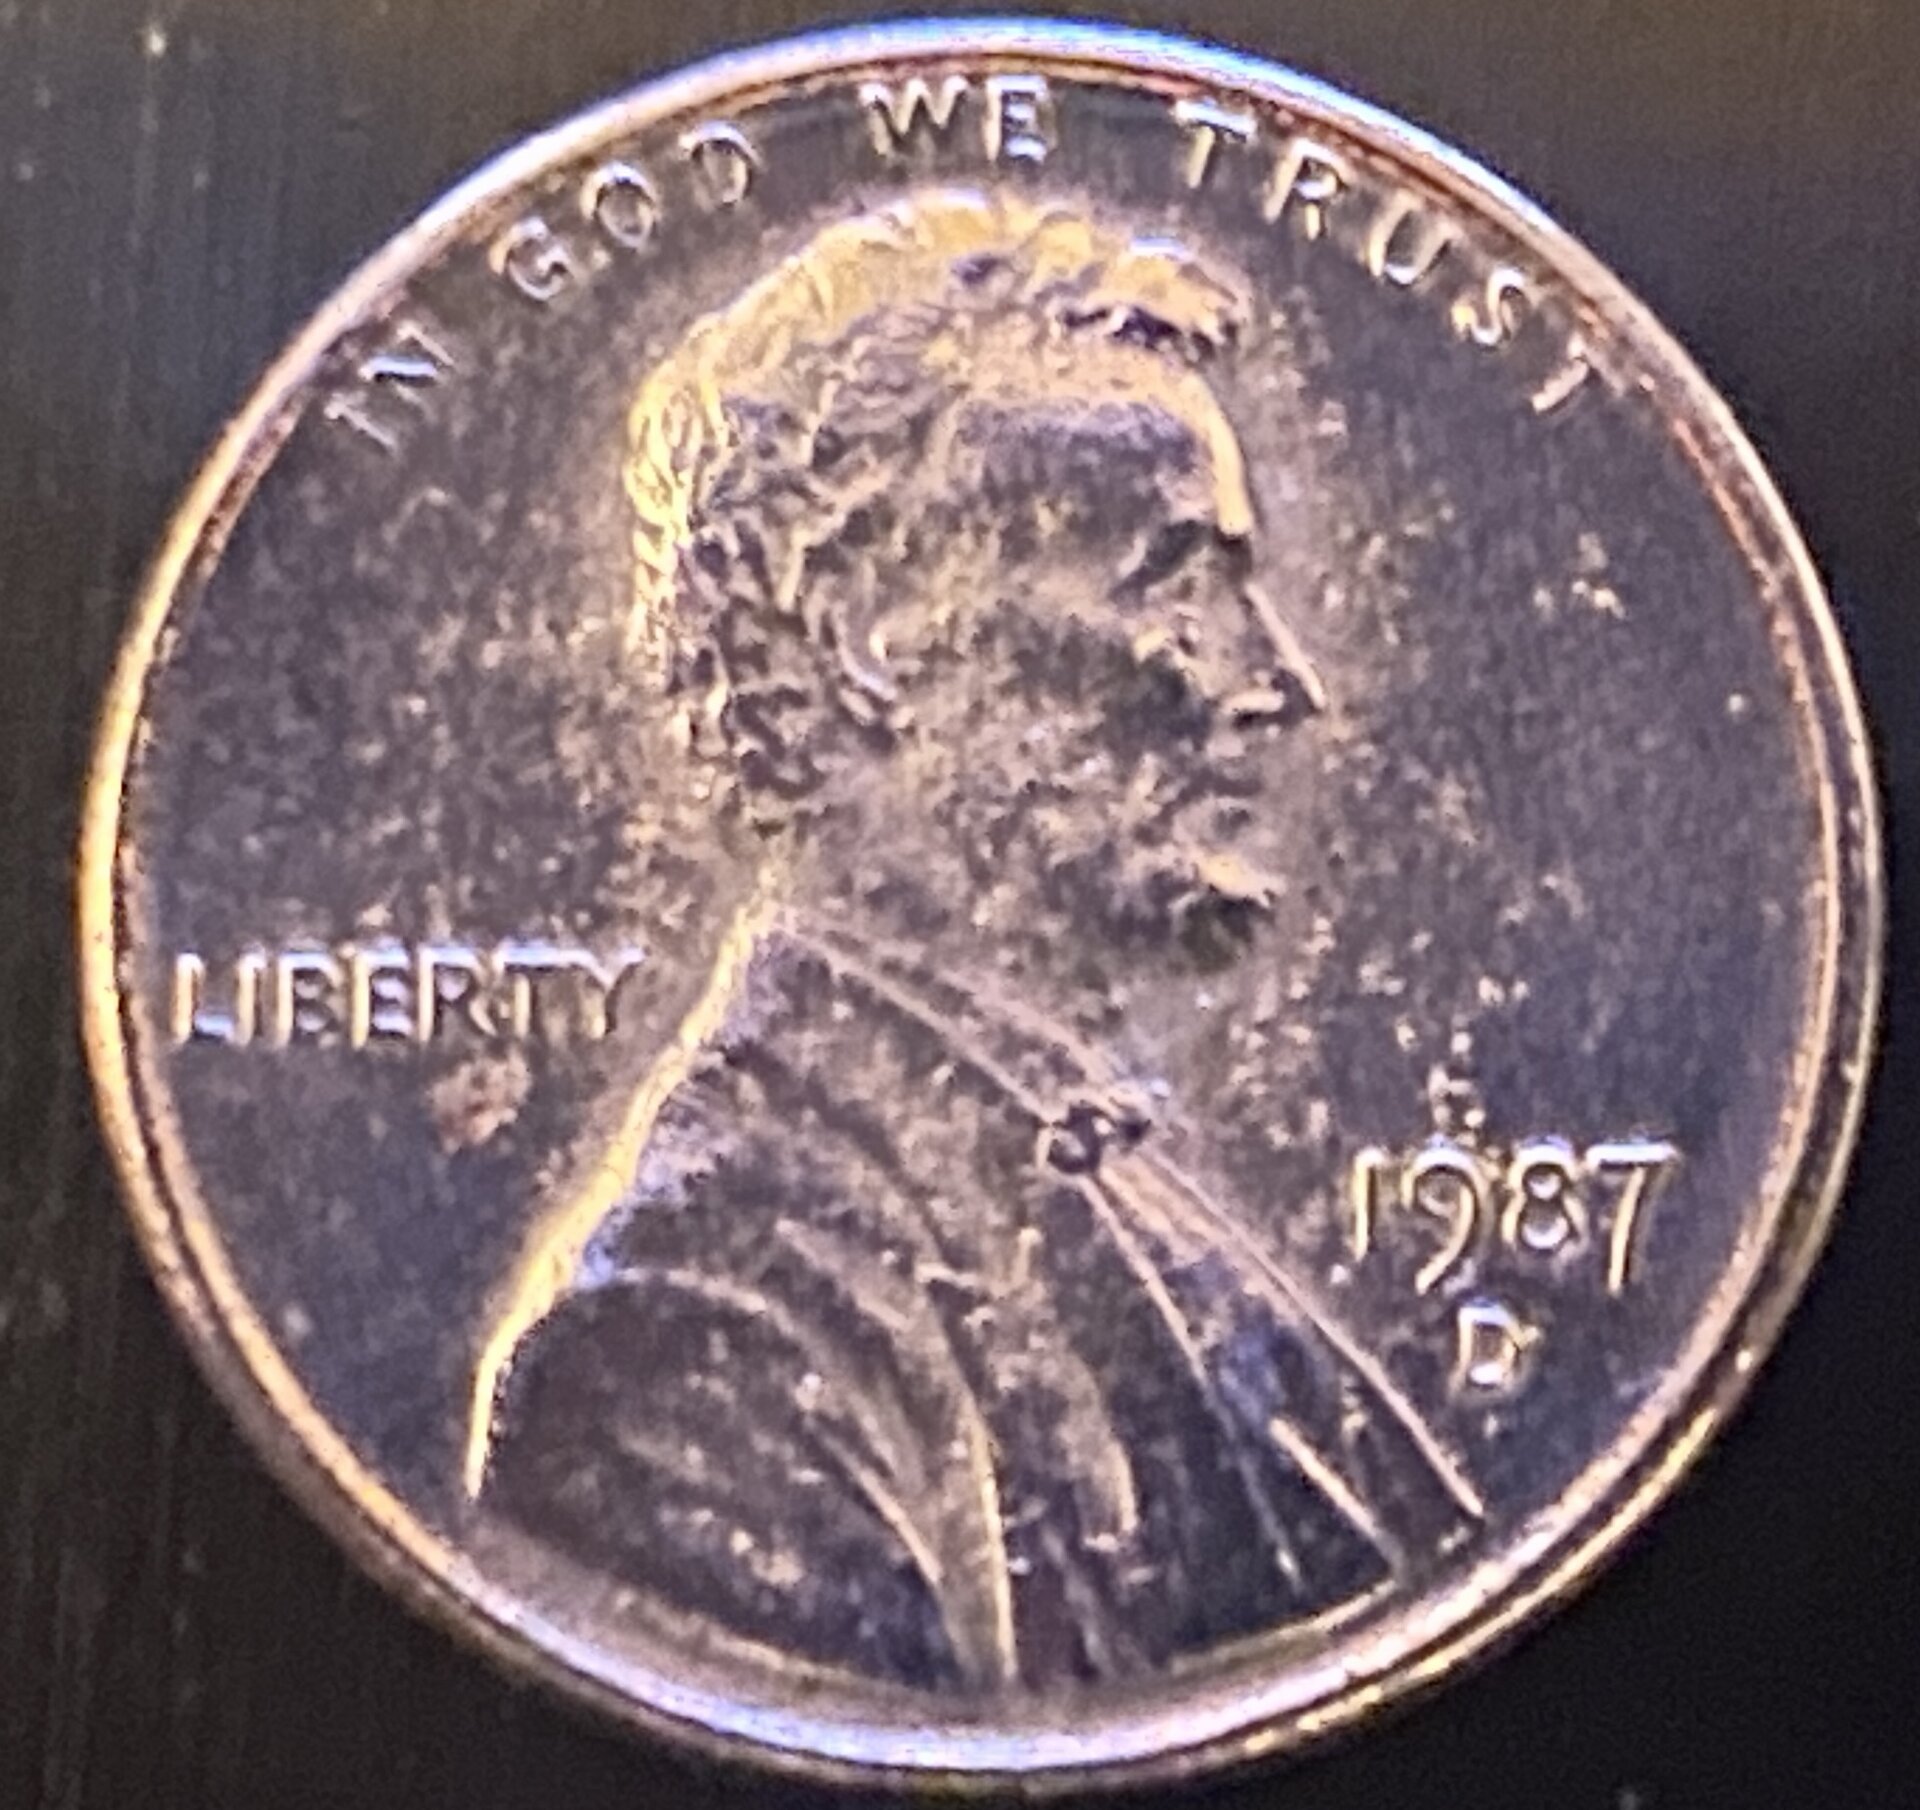 IN GOD WE TRUST
LIBERTY
1987
D